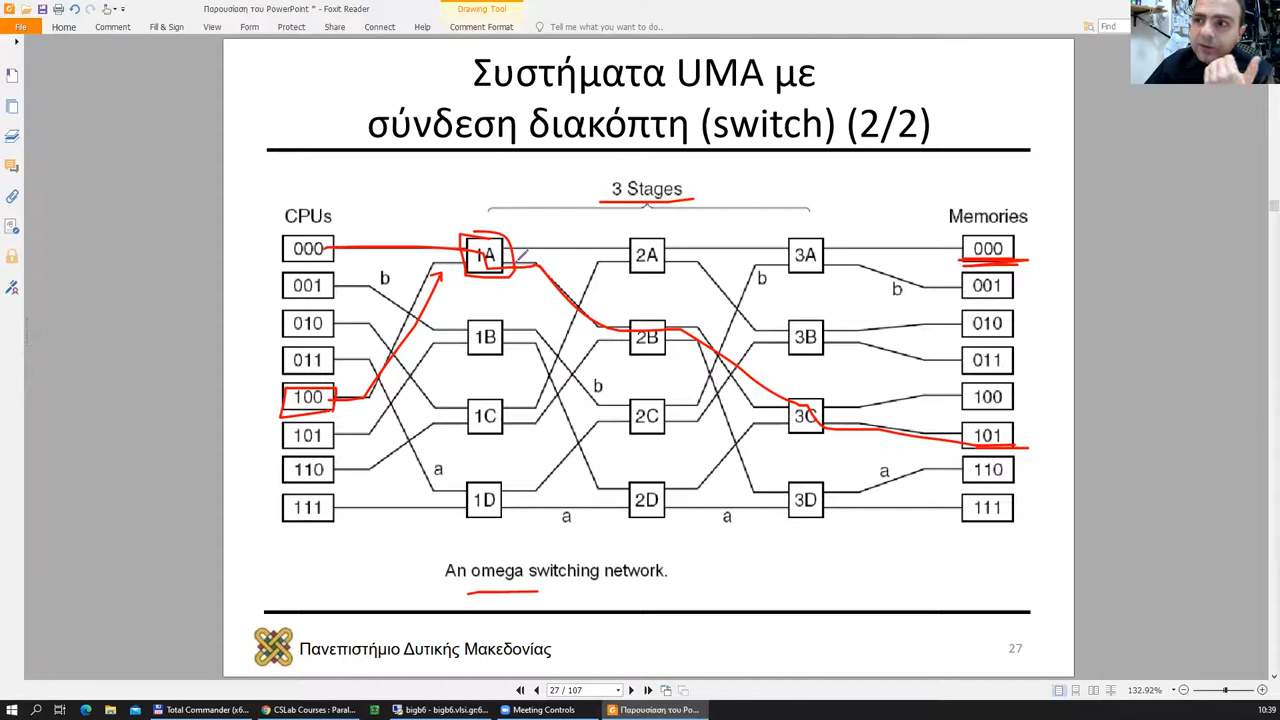 Παρουσίαση του PowerPoint * - Foxit Reader
Drawing Tool
File Home Comment Fill & Sign View Form Protect Share Connect Help Comment Format Tell me what you want to do.. Find
Συστήματα UMA με
σύνδεση διακόπτη (switch) (2/2)
3 Stages
CPUs Memories
000 1A 2A 3A 000
001 b b b 001
010 010
1B 2B 3B
011 011
b
100 100
1C 2C 3C
101 101
110 a a 110
1D 2D 3D
111 a a 111
An omega switching network.
Πανεπιστήμιο Δυτικής Μακεδονίας 27
27 / 107 132.92%
Total Commander (x6... CSLab Courses : Paral... bigb6 - bigb6.vlsi.gr:6... Meeting Controls Παρουσίαση του Po... 10:39